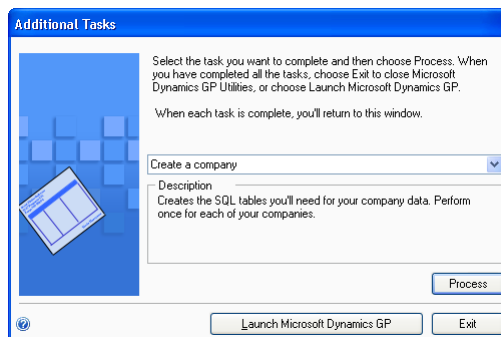 Additional Tasks
Select the task you want to complete and then choose Process. When
you have completed all the tasks, choose Exit to close Microsoft
Dynamics GP Utilities, or choose Launch Microsoft Dynamics GP.
When each task is complete, you'll return to this window.
Create a company
Description
Creates the SQL tables you'll need for your company data. Perform
once for each of your companies.
Process
Launch Microsoft Dynamics GP
Exit